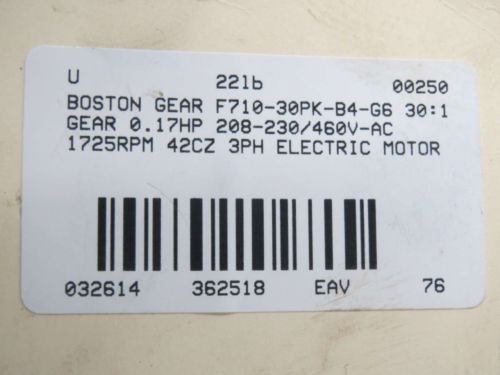 U 22lb 00250
BOSTON GEAR F710-30PK-B4-G6 30:1
GEAR 0.17HP 208-230/460V-AC
1725RPM 42CZ 3PH ELECTRIC MOTOR
032614 362518 EAV 76